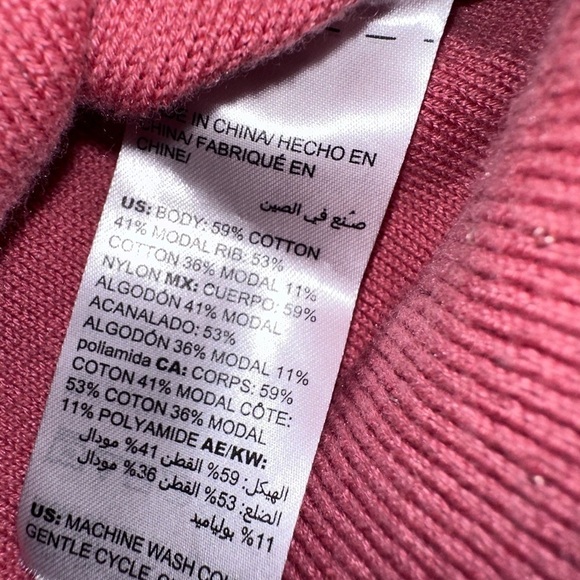 IN CHINA/ HECHO EN
CHINA/ FABRIQUÉ EN
CHINE/
صنع في الصين
US: BODY: 59% COTTON
41% MODAL RIB: 53%
COTTON 36% MODAL 11%
NYLON MX: CUERPO: 59%
ALGODÓN 41% MODAL
ACANALADO: 53%
ALGODÓN 36% MODAL 11%
poliamida CA: CORPS: 59%
COTON 41% MODAL CÔTE:
53% COTON 36% MODAL
11% POLYAMIDE AE/KW:
الهيكل: 59% القطن 41% مودال
الضلع: 53% القطن 36% مودال
11% بولياميد
US: MACHINE WASH
GENTLE CYCLE,